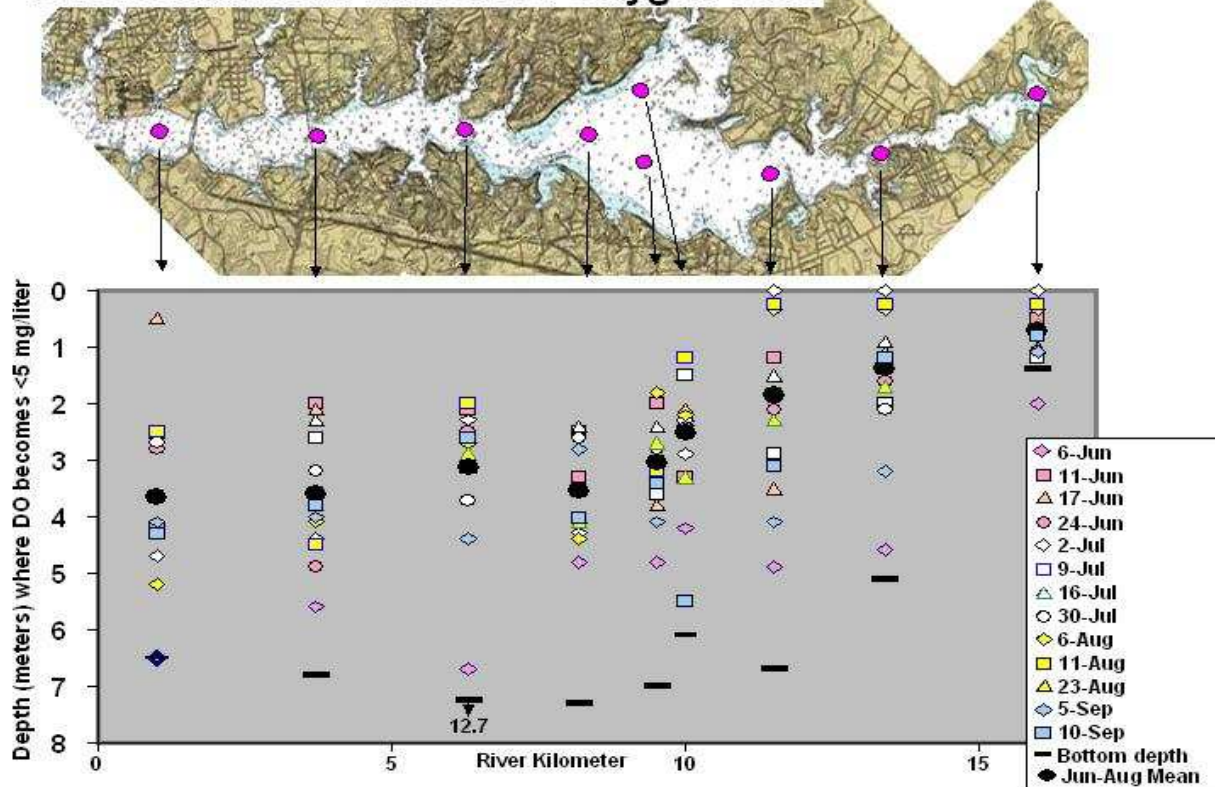 0
1
2
3
4
5
6
7
8
Depth (meters) where DO becomes <5 mg/liter
12.7
0
5
River Kilometer
10
15
6-Jun
11-Jun
17-Jun
24-Jun
2-Jul
9-Jul
16-Jul
30-Jul
6-Aug
11-Aug
23-Aug
5-Sep
10-Sep
Bottom depth
Jun-Aug Mean